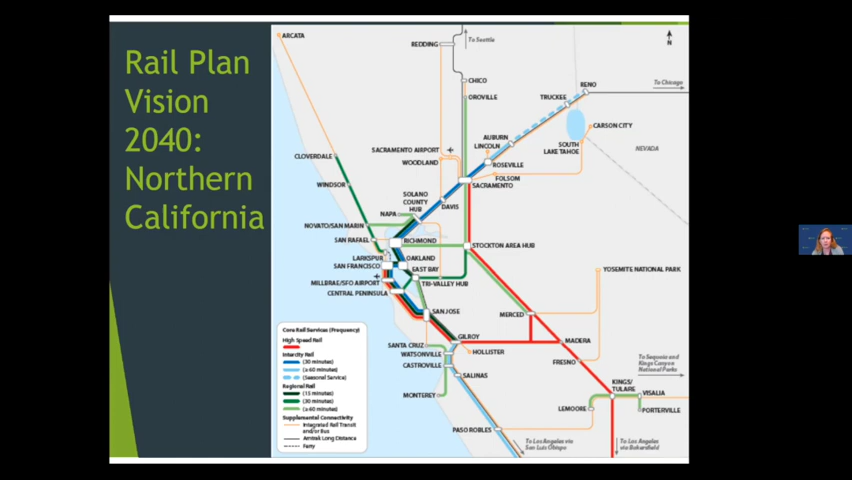 Rail Plan
Vision
2040:
Northern
California
ARCATA
REDDING
To Seattle
N
CHICO
OROVILLE
RENO
TRUCKEE
To Chicago
CARSON CITY
AUBURN
LINCOLN
SOUTH
LAKE TAHOE
NEVADA
SACRAMENTO AIRPORT
WOODLAND
ROSEVILLE
CLOVERDALE
FOLSOM
SACRAMENTO
WINDSOR
SOLANO
COUNTY
HUB
DAVIS
NAPA
NOVATO/SAN MARIN
SAN RAFAEL
RICHMOND
STOCKTON AREA HUB
LARKSPUR
OAKLAND
SAN FRANCISCO
EAST BAY
YOSEMITE NATIONAL PARK
MILLBRAE/SFO AIRPORT
TRI-VALLEY HUB
CENTRAL PENINSULA
SAN JOSE
MERCED
GILROY
MADERA
SANTA CRUZ
HOLLISTER
WATSONVILLE
FRESNO
CASTROVILLE
To Sequoia and
Kings Canyon
National Parks
SALINAS
KINGS/
TULARE
VISALIA
MONTEREY
LEMOORE
PORTERVILLE
PASO ROBLES
To Los Angeles via
San Luis Obispo
To Los Angeles via
Bakersfield
Core Rail Services (Frequency)
High Speed Rail
Intercity Rail
(30 minutes)
(≥ 60 minutes)
(Seasonal Service)
Regional Rail
(15 minutes)
(30 minutes)
(≥ 60 minutes)
Supplemental Connectivity
Integrated Rail Transit
and/or Bus
Amtrak Long Distance
Ferry